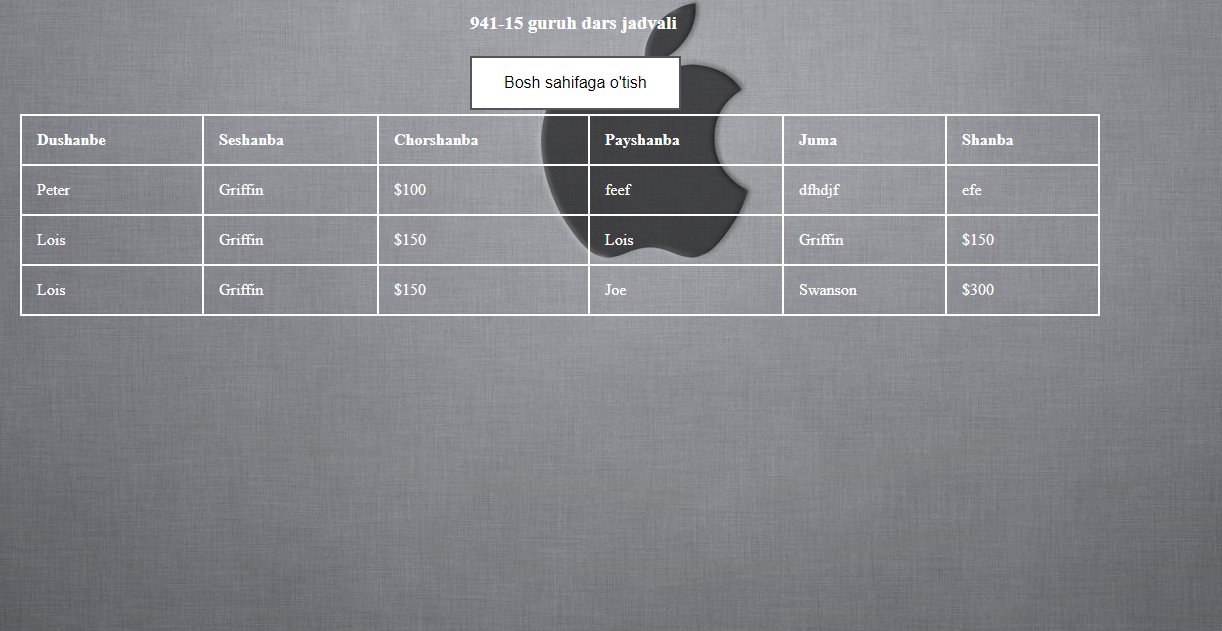 941-15 guruh dars jadvali
Bosh sahifaga o'tish
Dushanbe Seshanba Chorshanba Payshanba Juma Shanba
Peter Griffin $100 feef dfhdjf efe
Lois Griffin $150 Lois Griffin $150
Lois Griffin $150 Joe Swanson $300